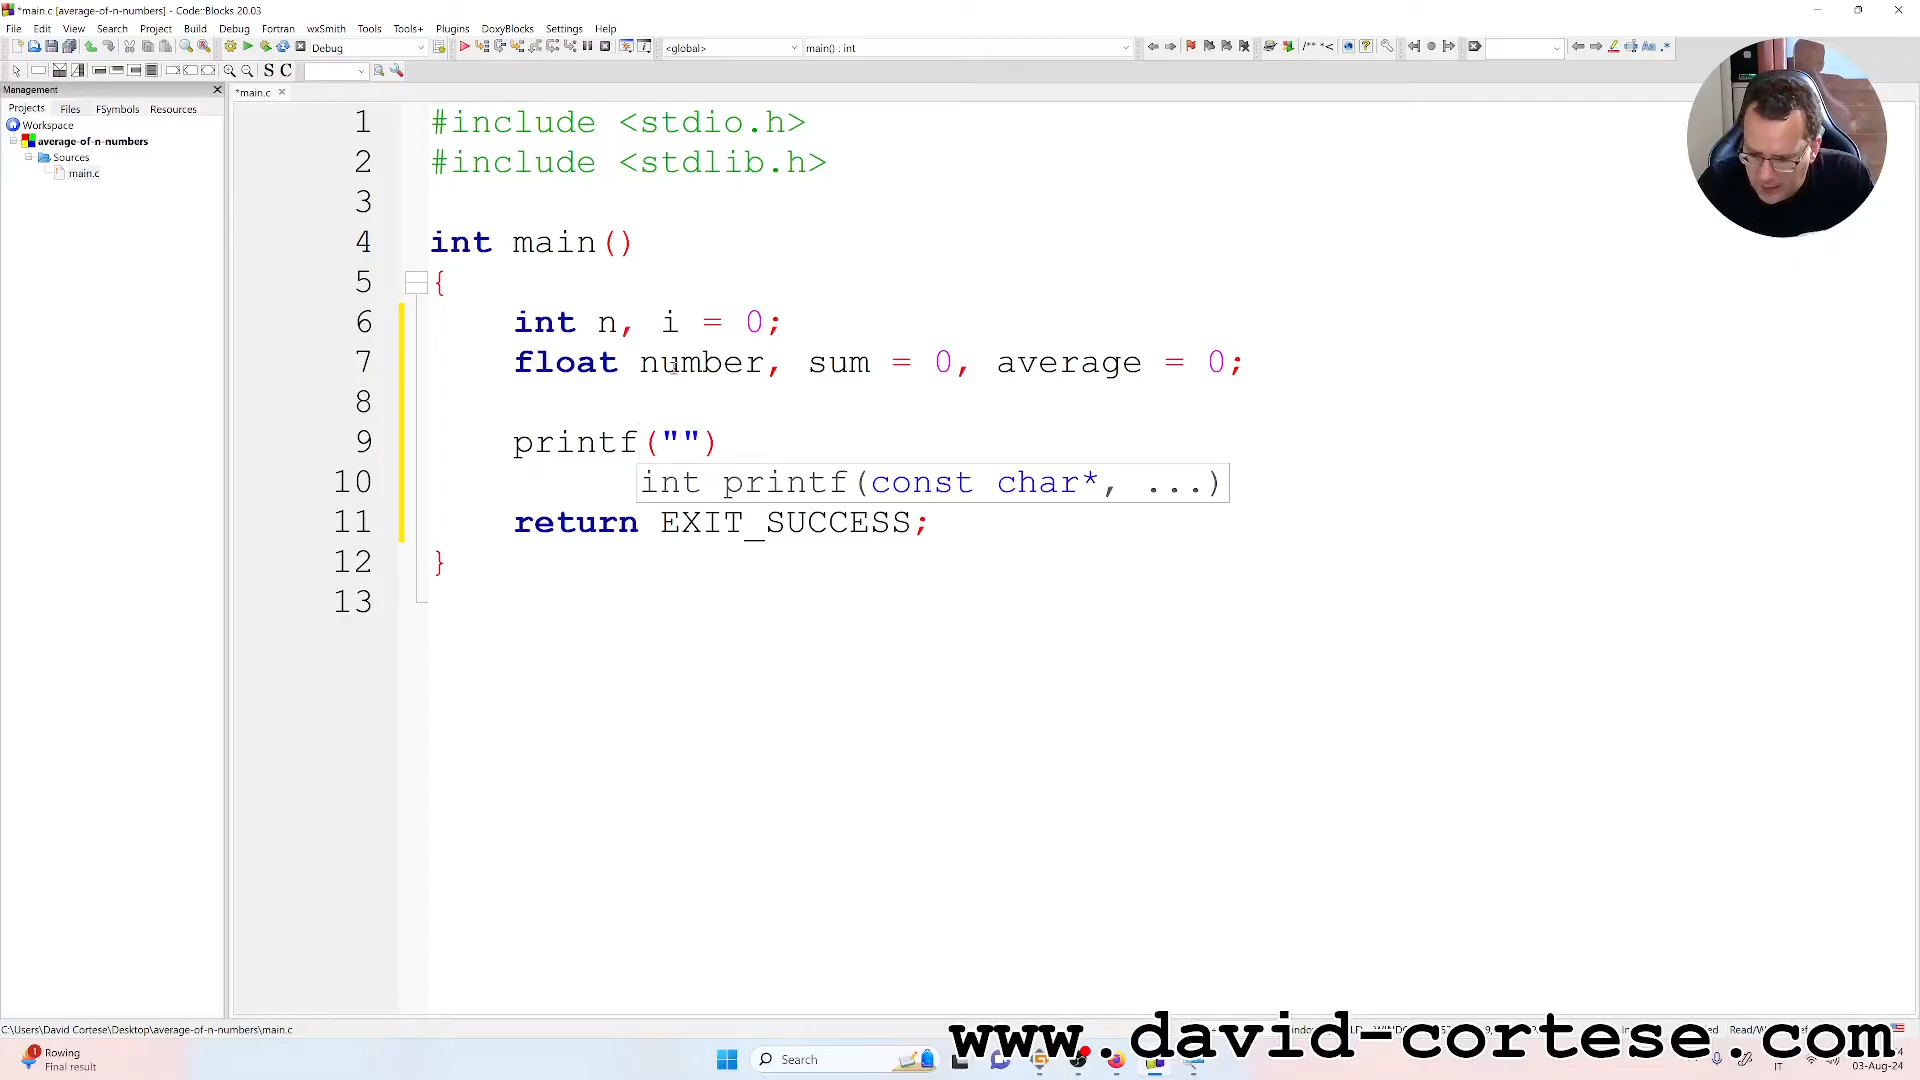 *main.c [average-of-n-numbers] - Code::Blocks 20.03
File Edit View Search Project Build Debug Fortran wxSmith Tools Tools+ Plugins DoxyBlocks Settings Help
Debug <global> main() : int /** *<
S C
Management
*main.c
Projects Files FSymbols Resources
Workspace
average-of-n-numbers
Sources
main.c
1 #include <stdio.h>
2 #include <stdlib.h>
3
4 int main()
5 {
6 int n, i = 0;
7 float number, sum = 0, average = 0;
8
9 printf("")
10 int printf(const char*, ...)
11 return EXIT_SUCCESS;
12 }
13
C:\Users\David Cortese\Desktop\average-of-n-numbers\main.c
www.david-cortese.com
Rowing
Final result
Search
IT
03-Aug-24